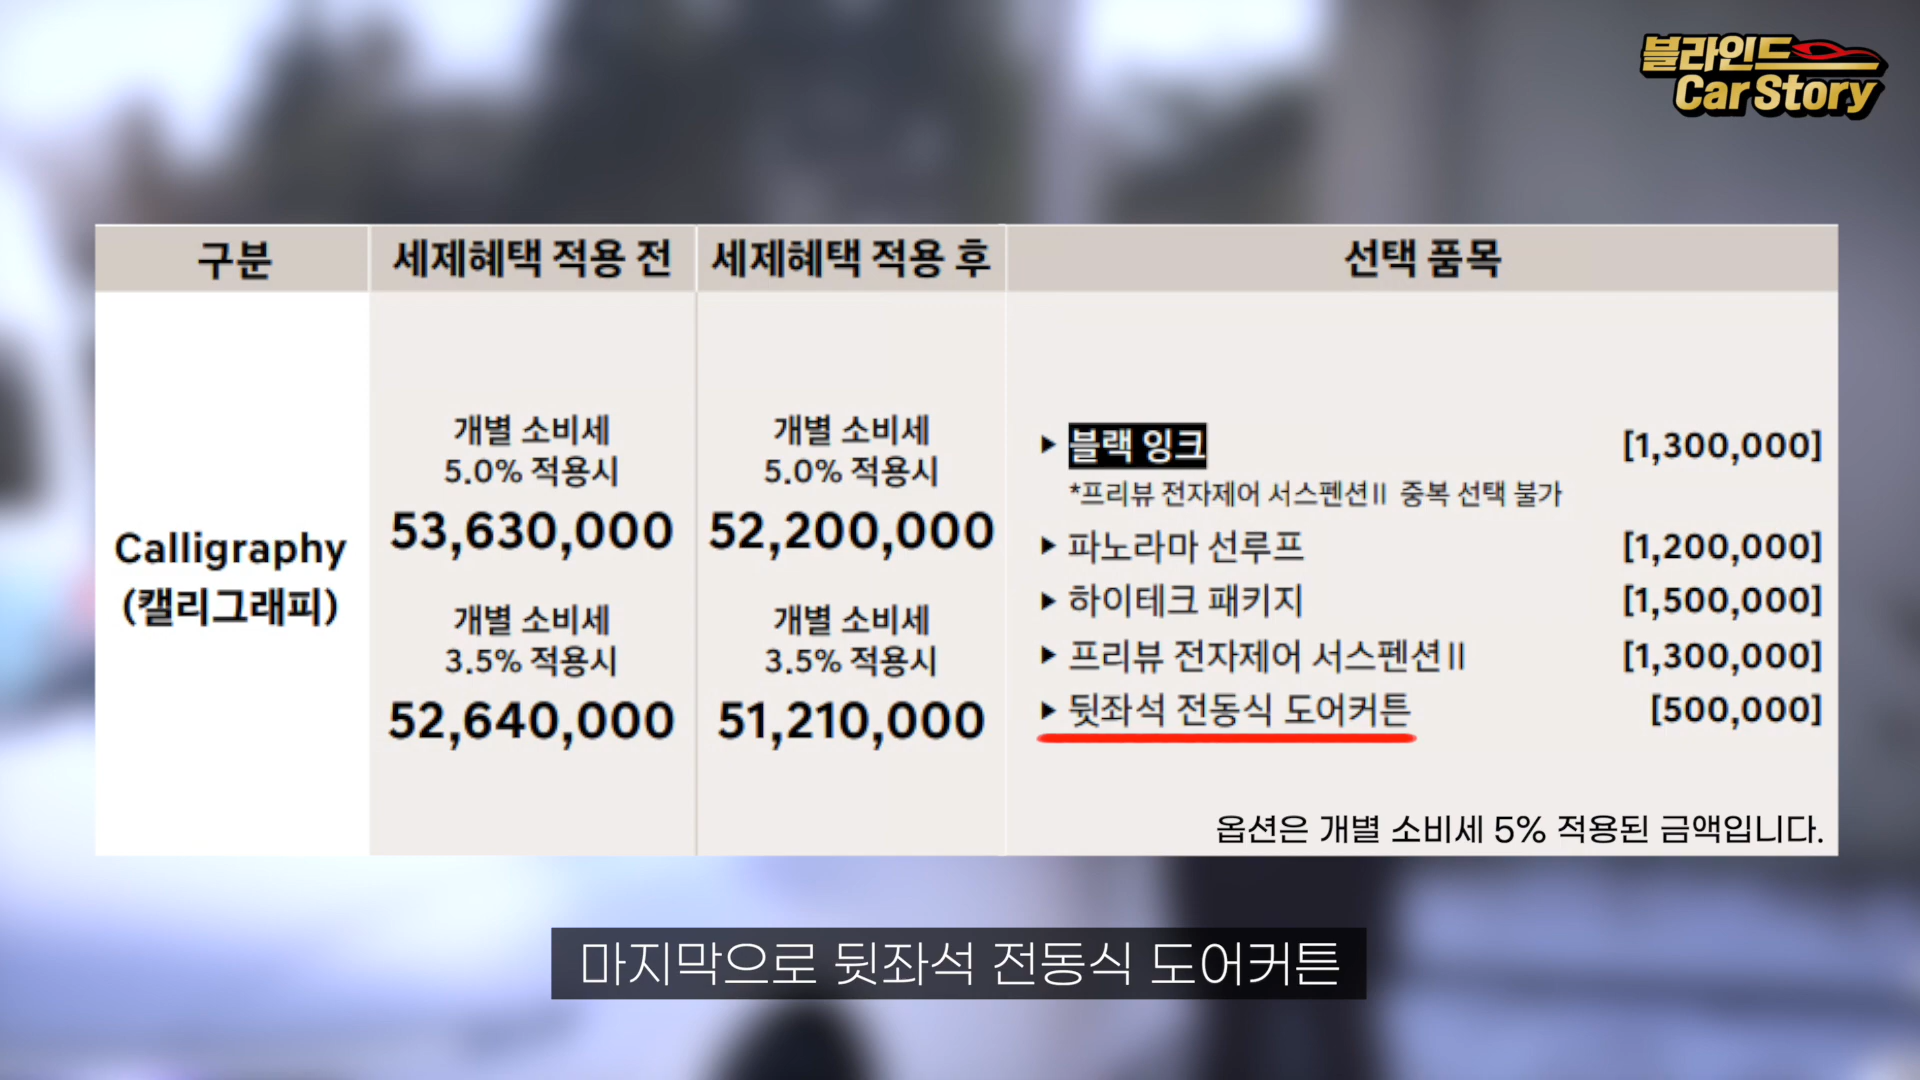 블라인드
Car Story
구분
세제혜택 적용 전
세제혜택 적용 후
선택 품목
Calligraphy
(캘리그래피)
개별 소비세
5.0% 적용시
53,630,000
개별 소비세
3.5% 적용시
52,640,000
개별 소비세
5.0% 적용시
52,200,000
개별 소비세
3.5% 적용시
51,210,000
▶ 블랙 잉크 [1,300,000]
*프리뷰 전자제어 서스펜션Ⅱ 중복 선택 불가
▶ 파노라마 선루프 [1,200,000]
▶ 하이테크 패키지 [1,500,000]
▶ 프리뷰 전자제어 서스펜션Ⅱ [1,300,000]
▶ 뒷좌석 전동식 도어커튼 [500,000]
옵션은 개별 소비세 5% 적용된 금액입니다.
마지막으로 뒷좌석 전동식 도어커튼